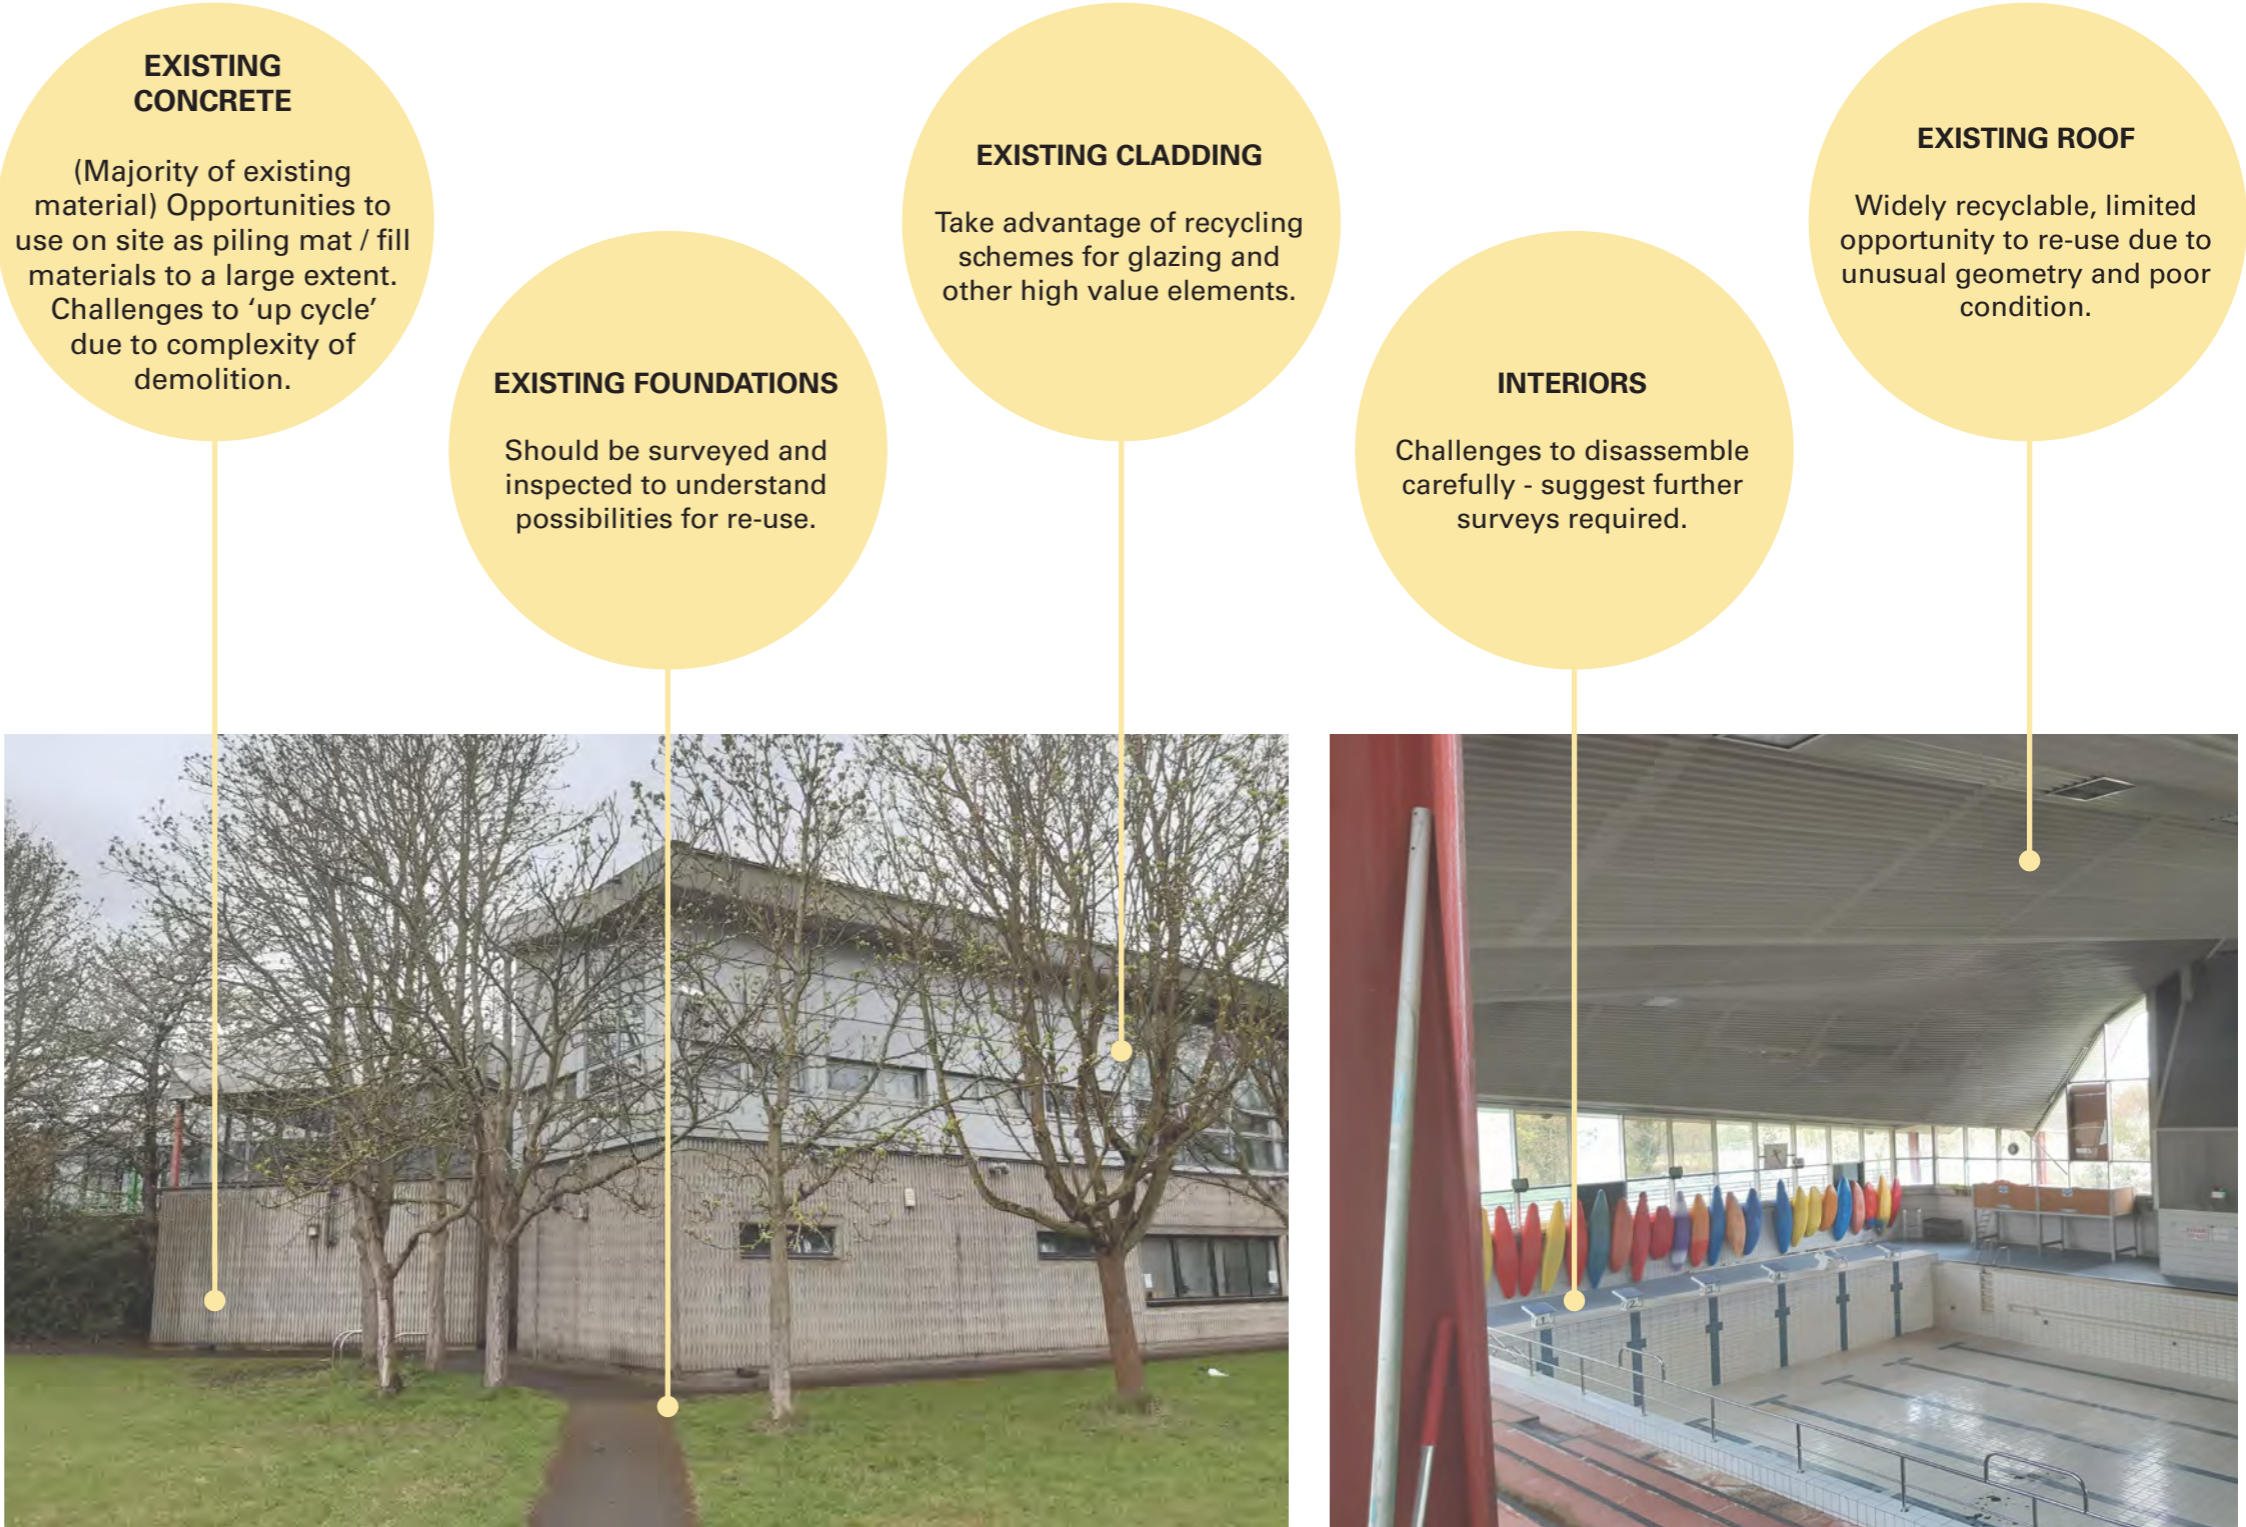 EXISTING
CONCRETE
(Majority of existing
material) Opportunities to
use on site as piling mat / fill
materials to a large extent.
Challenges to ‘up cycle’
due to complexity of
demolition.
EXISTING FOUNDATIONS
Should be surveyed and
inspected to understand
possibilities for re-use.
EXISTING CLADDING
Take advantage of recycling
schemes for glazing and
other high value elements.
INTERIORS
Challenges to disassemble
carefully - suggest further
surveys required.
EXISTING ROOF
Widely recyclable, limited
opportunity to re-use due to
unusual geometry and poor
condition.